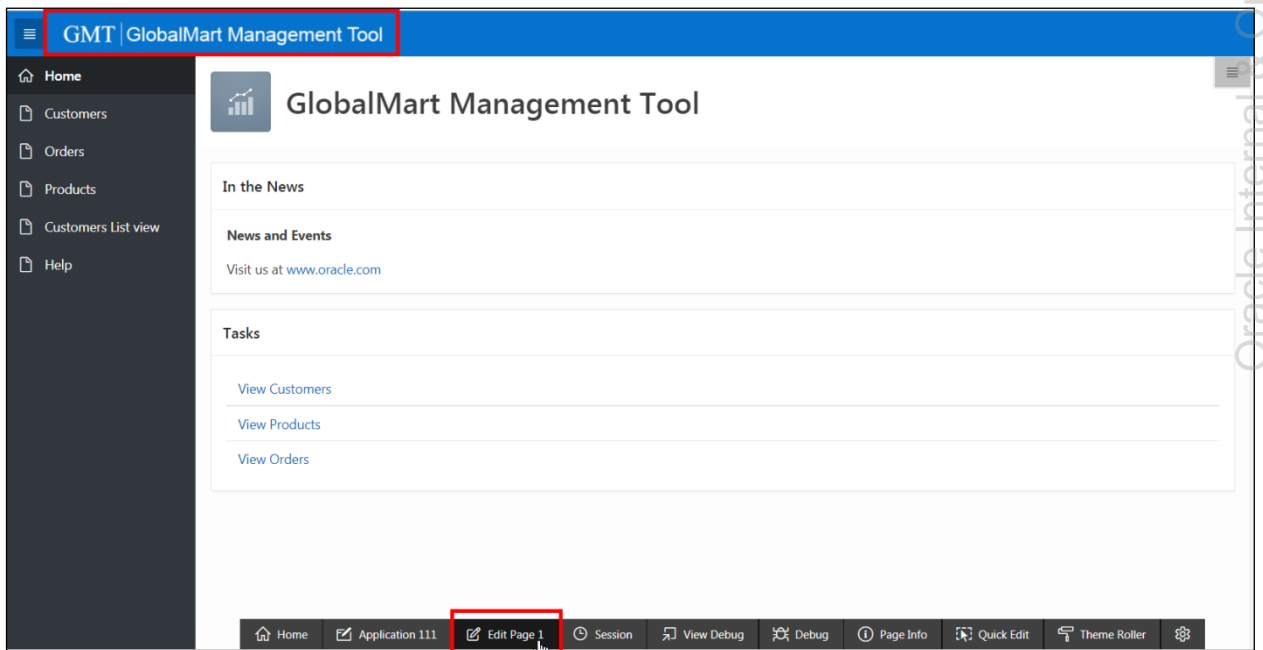 GMT GlobalMart Management Tool
Home
Customers
Orders
Products
Customers List view
Help
GlobalMart Management Tool
In the News
News and Events
Visit us at www.oracle.com
Tasks
View Customers
View Products
View Orders
Home Application 111 Edit Page 1 Session View Debug Debug Page Info Quick Edit Theme Roller
Oracle Internal &